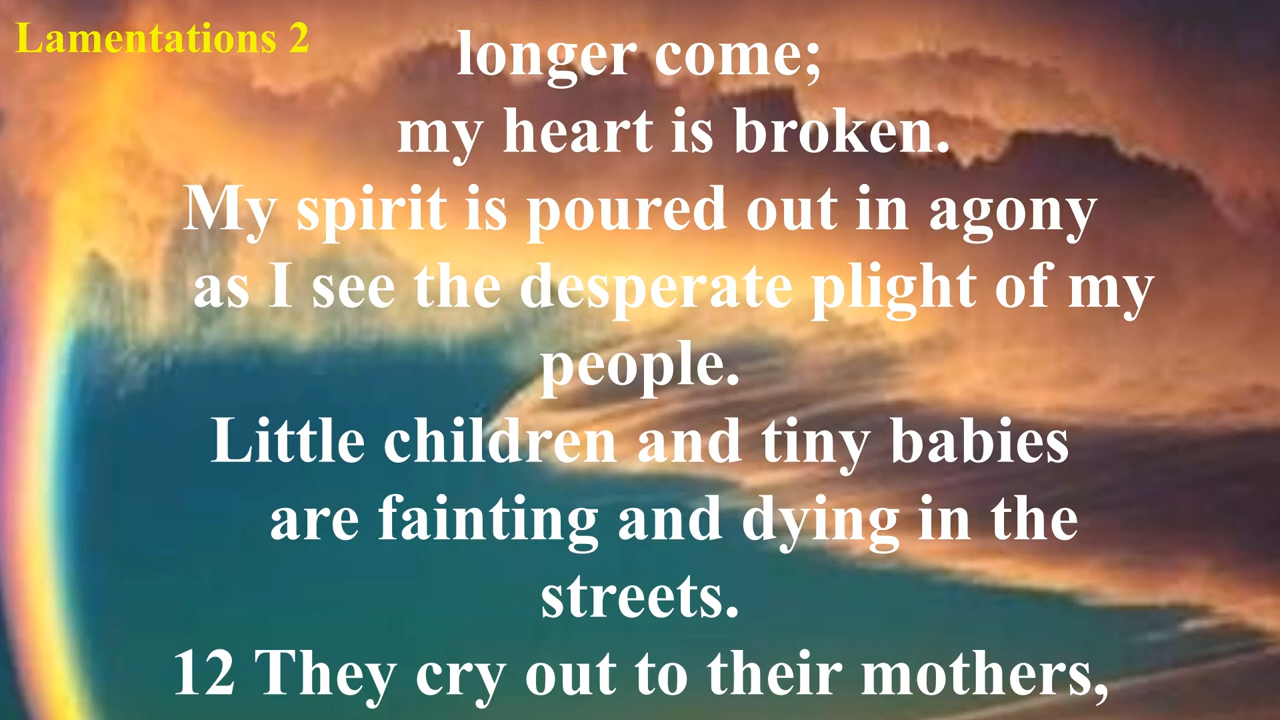 Lamentations 2
longer come;
my heart is broken.
My spirit is poured out in agony
as I see the desperate plight of my
people.
Little children and tiny babies
are fainting and dying in the
streets.
12 They cry out to their mothers,